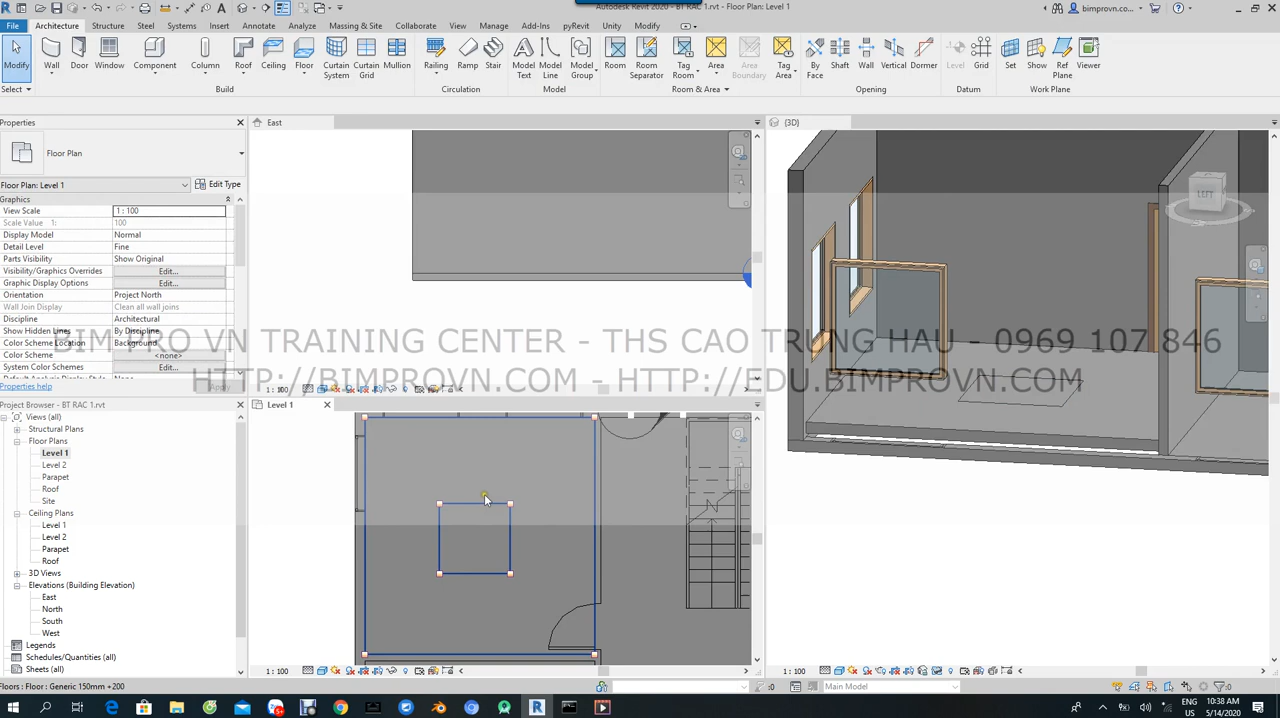 Autodesk Revit 2020 - BT RAC 1.rvt - Floor Plan: Level 1
bimprovn.co...
File Architecture Structure Steel Systems Insert Annotate Analyze Massing & Site Collaborate View Manage Add-Ins pyRevit Units Modify
Modify Wall Door Window Component Column Roof Ceiling Floor Curtain System Curtain Grid Mullion Railing Ramp Stair Model Text Model Line Model Group Room Room Separator Tag Room Area Area Boundary Tag Area By Face Shaft Wall Vertical Dormer Level Grid Set Show Ref Plane Viewer
Select Build Circulation Model Room & Area Opening Datum Work Plane
Properties
East
{3D}
Floor Plan
Floor Plan: Level 1
Edit Type
Graphics
View Scale 1 : 100
Scale Value 1: 100
Display Model Normal
Detail Level Fine
Parts Visibility Show Original
Visibility/Graphics Overrides Edit...
Graphic Display Options Edit...
Orientation Project North
Wall Join Display Clean all wall joins
Discipline Architectural
Show Hidden Lines By Discipline
Color Scheme Location Background
Color Scheme <none>
System Color Schemes Edit...
Properties help
Apply
LEFT
BIM PRO VN TRAINING CENTER - THS CAO TRUNG HAU - 0969 107 846
HTTP://BIMPROVN.COM - HTTP://EDU.BIMPROVN.COM
1 : 100
Project Browser - BT RAC 1.rvt
Level 1
Views (all)
Structural Plans
Floor Plans
Level 1
Level 2
Parapet
Roof
Site
Ceiling Plans
Level 1
Level 2
Parapet
Roof
3D Views
Elevations (Building Elevation)
East
North
South
West
Legends
Schedules/Quantities (all)
Sheets (all)
1 : 100
1 : 100
Floors : Floor : Generic 150mm +200
:0
Main Model
:0
ENG
US
10:38 AM
5/14/2020